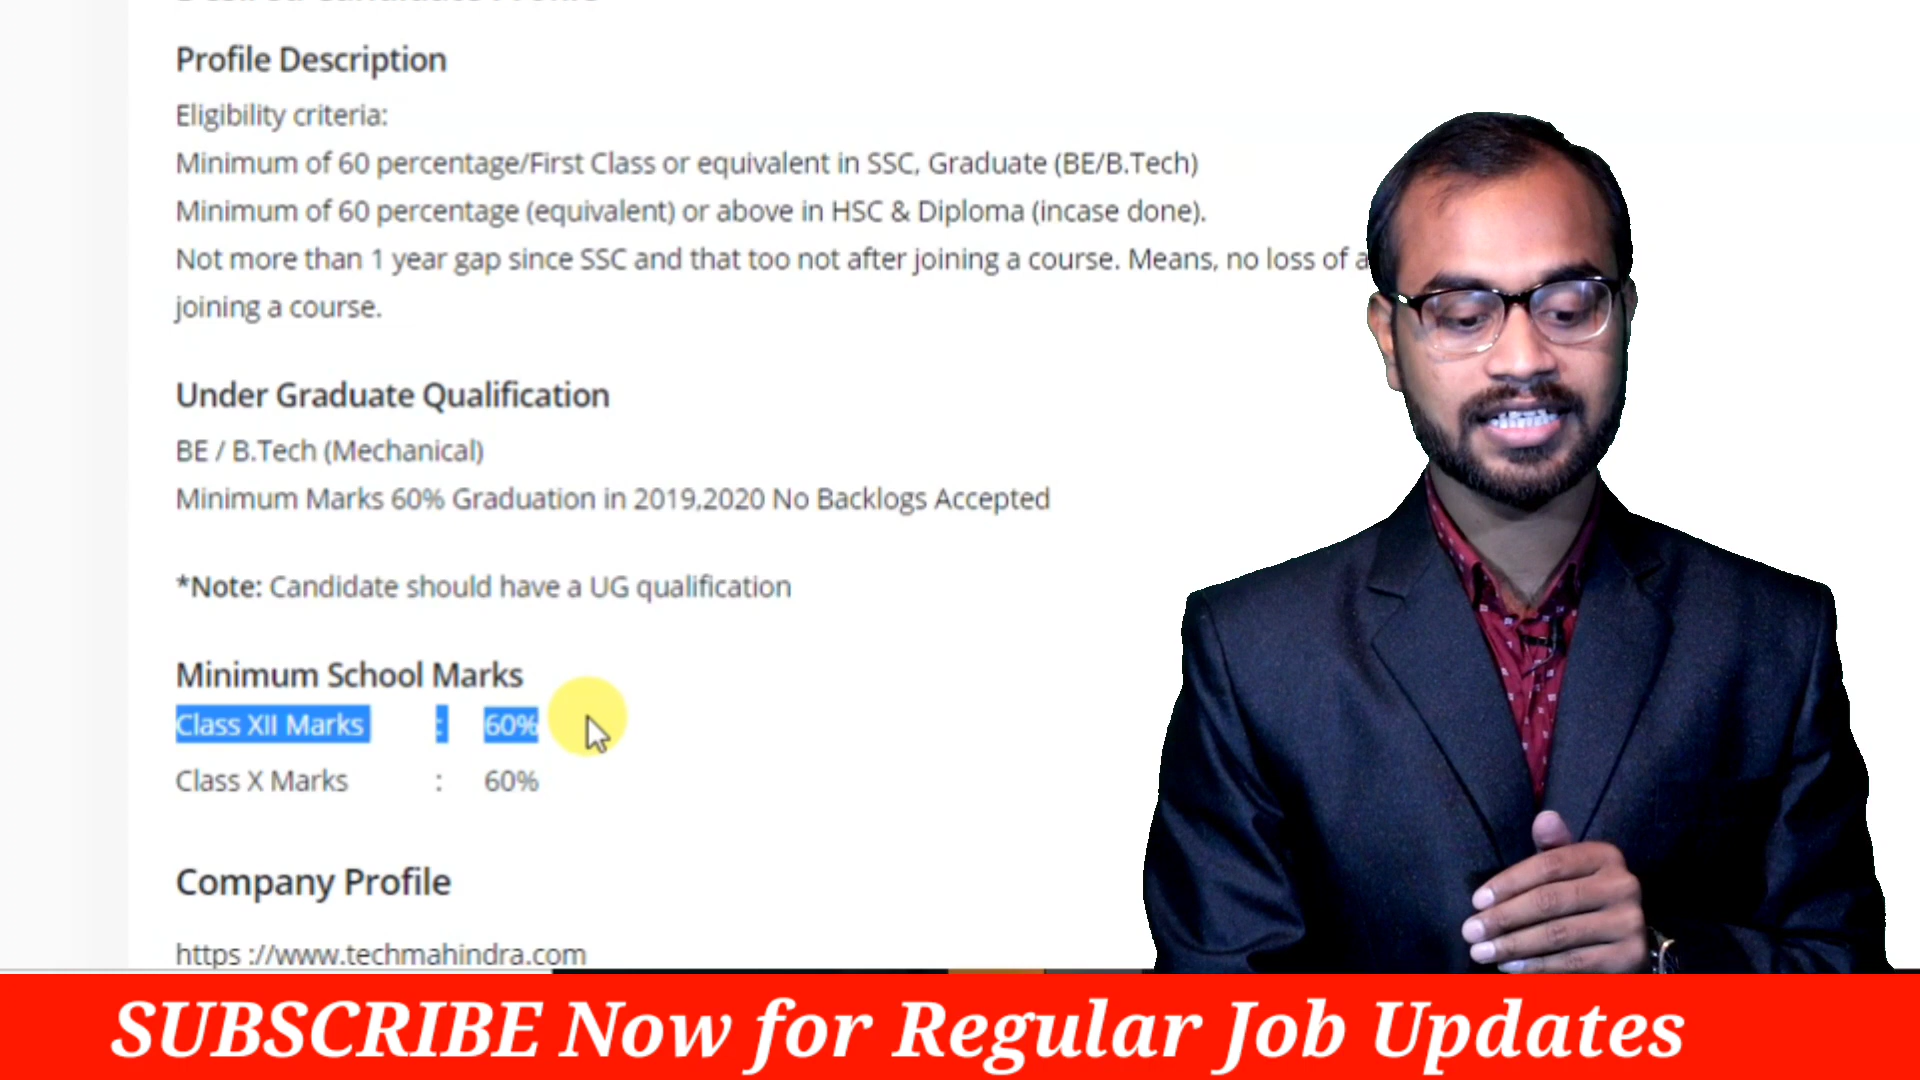 Profile Description
Eligibility criteria:
Minimum of 60 percentage/First Class or equivalent in SSC, Graduate (BE/B.Tech)
Minimum of 60 percentage (equivalent) or above in HSC & Diploma (incase done).
Not more than 1 year gap since SSC and that too not after joining a course. Means, no loss of
joining a course.
Under Graduate Qualification
BE / B.Tech (Mechanical)
Minimum Marks 60% Graduation in 2019,2020 No Backlogs Accepted
*Note: Candidate should have a UG qualification
Minimum School Marks
Class XII Marks : 60%
Class X Marks : 60%
Company Profile
https ://www.techmahindra.com
SUBSCRIBE Now for Regular Job Updates